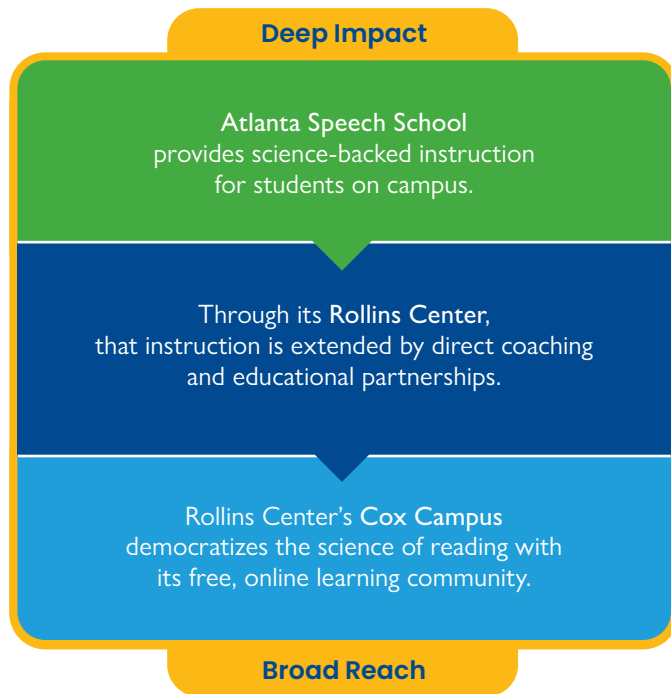 Deep Impact
Atlanta Speech School
provides science-backed instruction
for students on campus.
Through its Rollins Center,
that instruction is extended by direct coaching
and educational partnerships.
Rollins Center's Cox Campus
democratizes the science of reading with
its free, online learning community.
Broad Reach